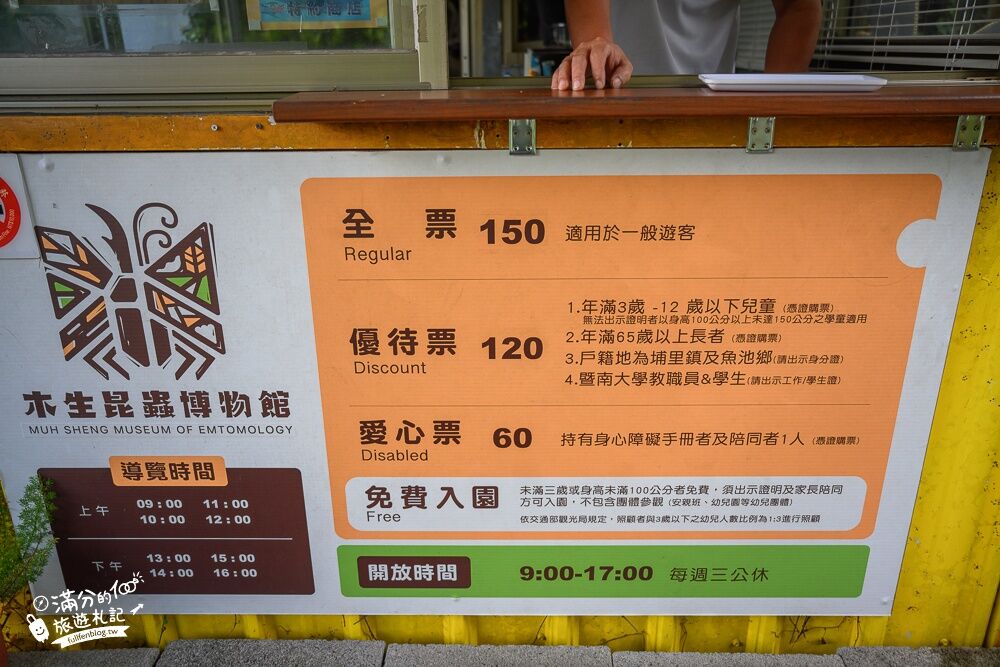 特約商店
木生昆蟲博物館
MUH SHENG MUSEUM OF EMTOMOLOGY
導覽時間
上午 09:00 11:00
10:00 12:00
下午 13:00 15:00
14:00 16:00
全票 150 適用於一般遊客
Regular
優待票 120
Discount
1.年滿3歲 -12 歲以下兒童 (憑證購票)
無法出示證明者以身高100公分以上未達150公分之學童適用
2.年滿65歲以上長者 (憑證購票)
3.戶籍地為埔里鎮及魚池鄉(請出示身分證)
4.暨南大學教職員&學生(請出示工作/學生證)
愛心票 60 持有身心障礙手冊者及陪同者1人 (憑證購票)
Disabled
免費入園
Free
未滿三歲或身高未滿100公分者免費，須出示證明及家長陪同
方可入園，不包含團體參觀 (安親班、幼兒園等幼兒團體)
依交通部觀光局規定，照顧者與3歲以下之幼兒人數比例為1:3進行照顧
開放時間 9:00-17:00 每週三公休
滿分的
旅遊札記
fullfenblog.tw